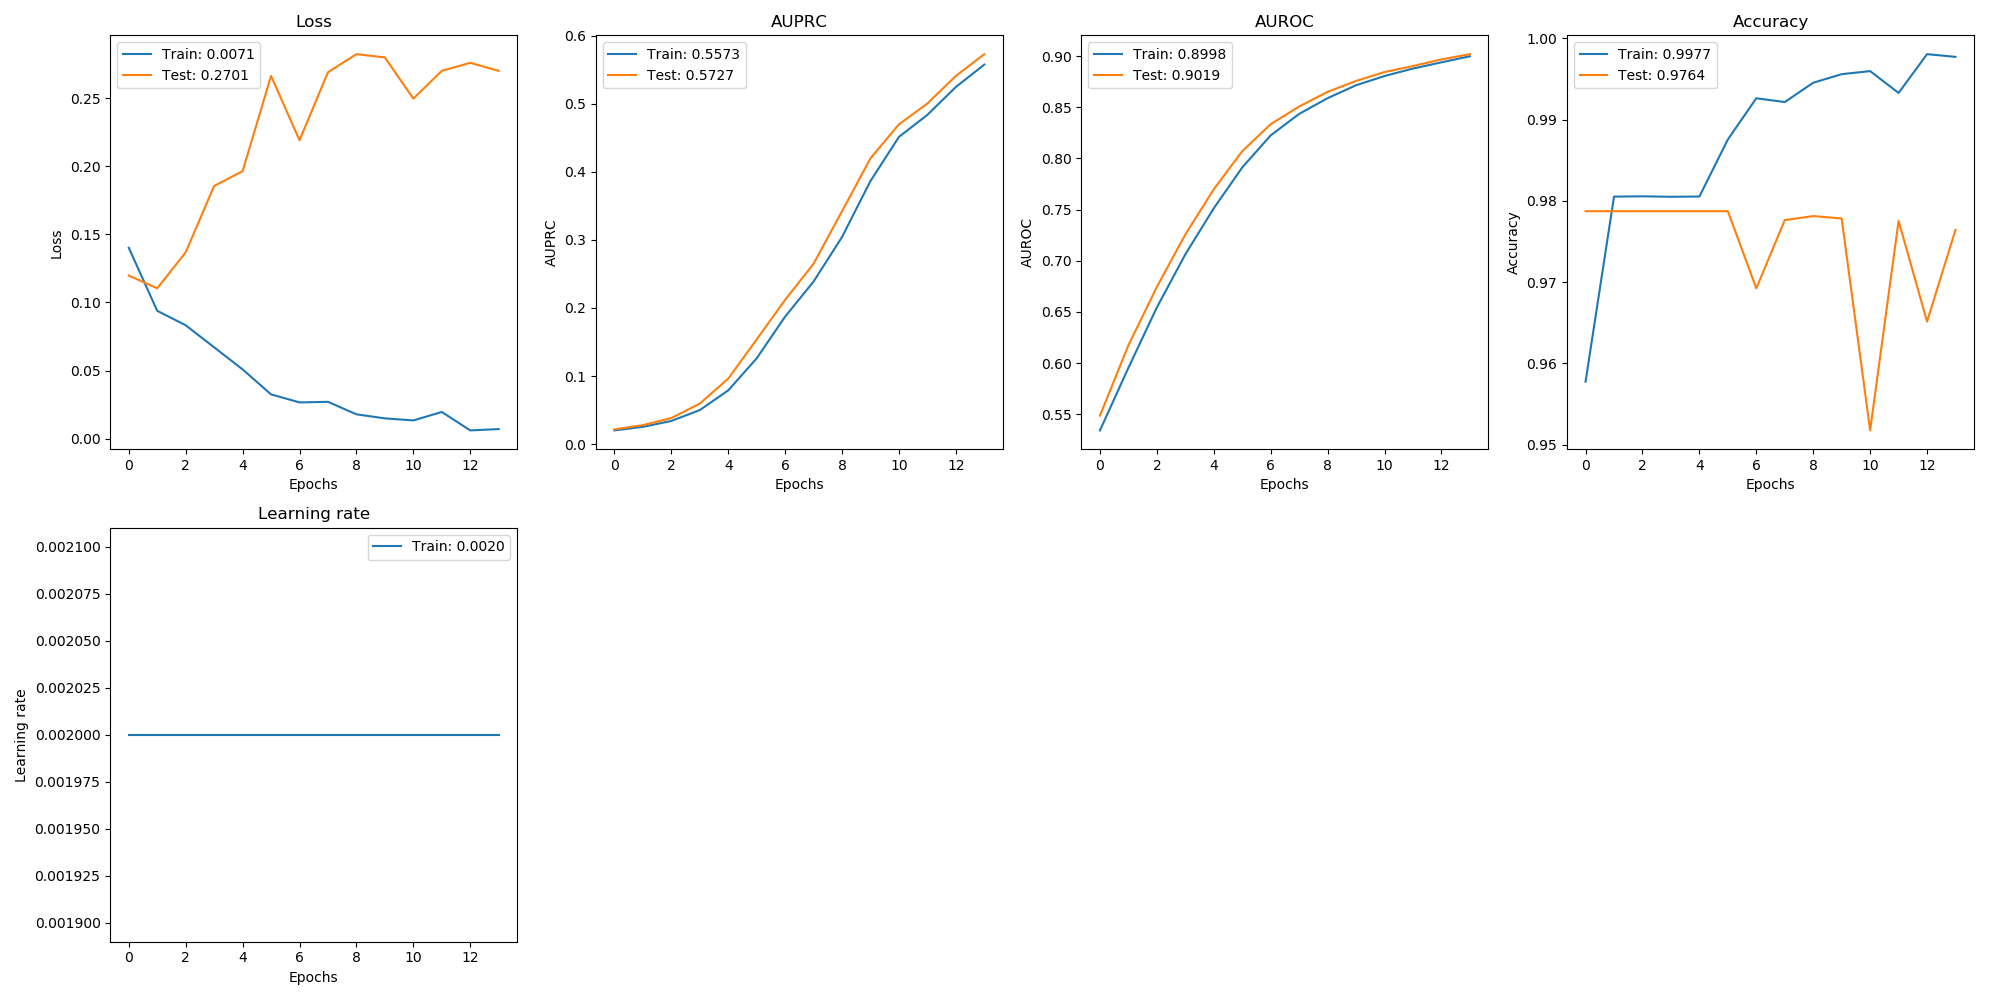 Loss
Train: 0.0071
Test: 0.2701
0.25
0.20
0.15
0.10
0.05
0.00
Loss
0 2 4 6 8 10 12
Epochs
AUPRC
Train: 0.5573
Test: 0.5727
0.6
0.5
0.4
0.3
0.2
0.1
0.0
AUPRC
0 2 4 6 8 10 12
Epochs
AUROC
Train: 0.8998
Test: 0.9019
0.90
0.85
0.80
0.75
0.70
0.65
0.60
0.55
AUROC
0 2 4 6 8 10 12
Epochs
Accuracy
Train: 0.9977
Test: 0.9764
1.00
0.99
0.98
0.97
0.96
0.95
Accuracy
0 2 4 6 8 10 12
Epochs
Learning rate
Train: 0.0020
0.002100
0.002075
0.002050
0.002025
0.002000
0.001975
0.001950
0.001925
0.001900
Learning rate
0 2 4 6 8 10 12
Epochs